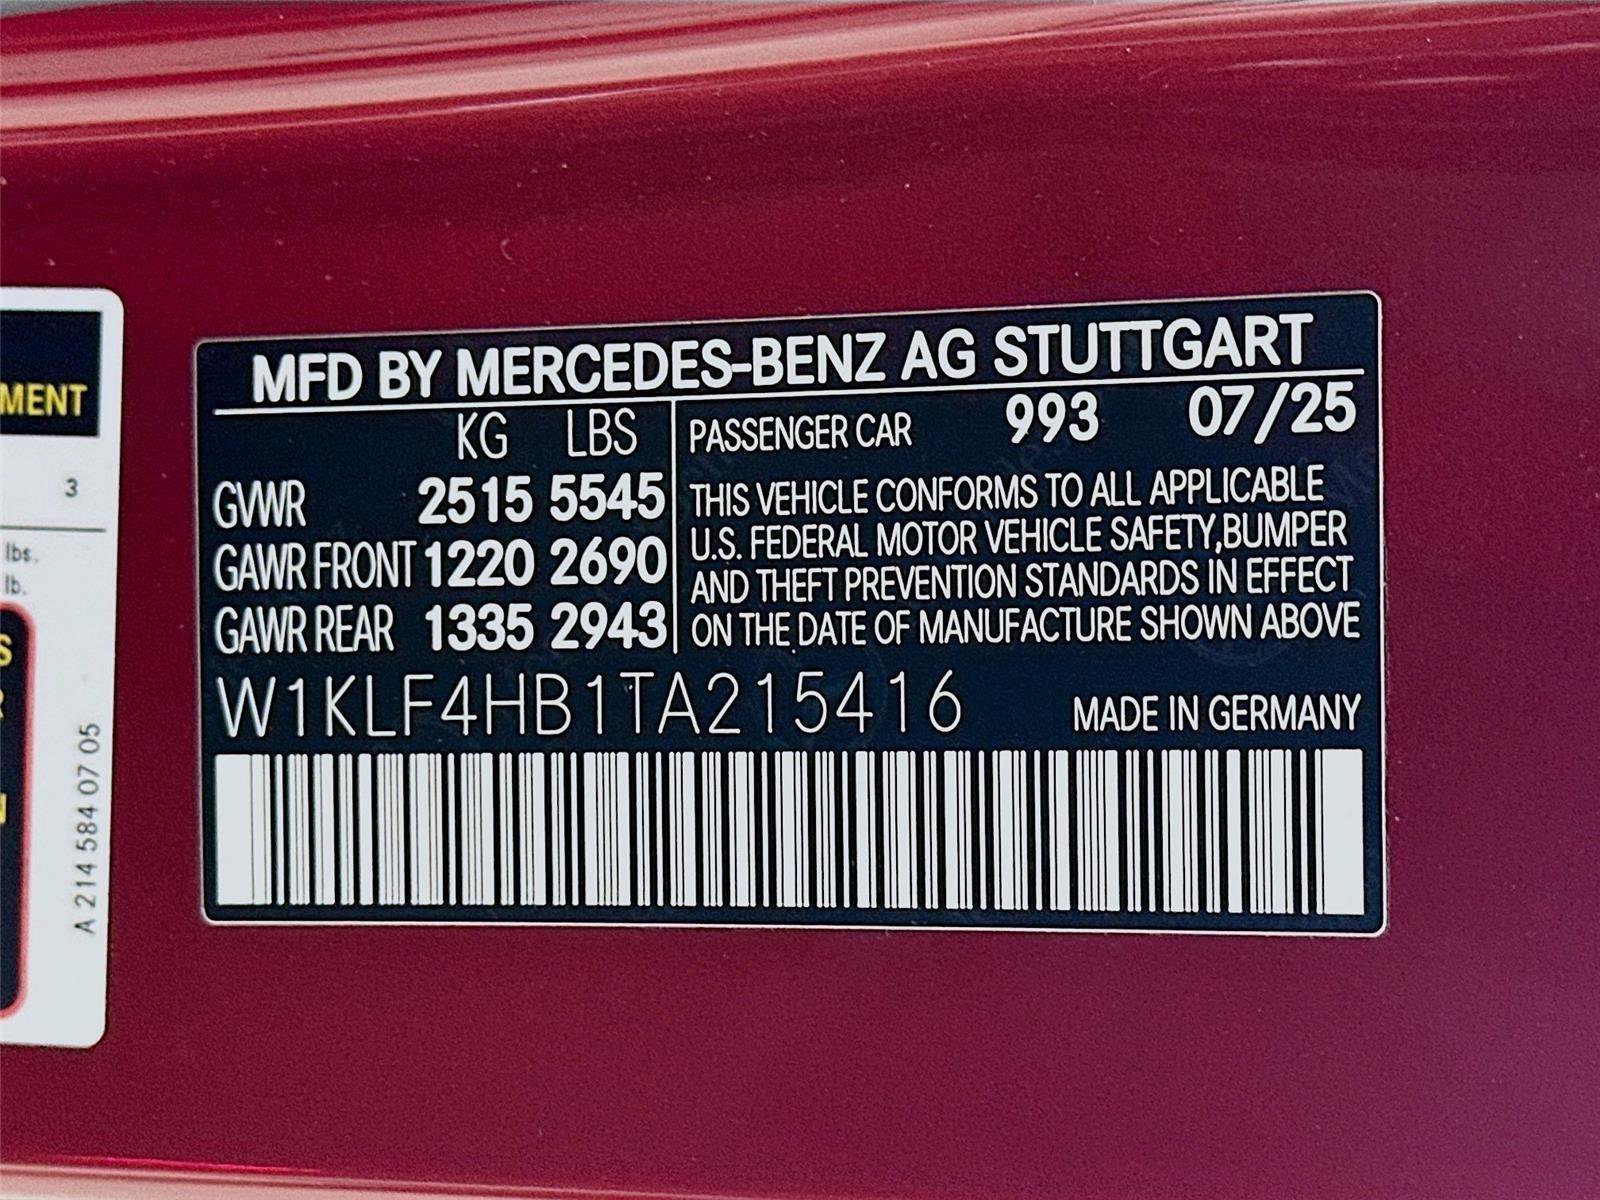 MFD BY MERCEDES-BENZ AG STUTTGART
KG LBS
GVWR 2515 5545
GAWR FRONT 1220 2690
GAWR REAR 1335 2943
PASSENGER CAR 993 07/25
THIS VEHICLE CONFORMS TO ALL APPLICABLE
U.S. FEDERAL MOTOR VEHICLE SAFETY,BUMPER
AND THEFT PREVENTION STANDARDS IN EFFECT
ON THE DATE OF MANUFACTURE SHOWN ABOVE
W1KLF4HB1TA215416
MADE IN GERMANY
MENT
3
lbs.
lb.
A 214 584 07 05